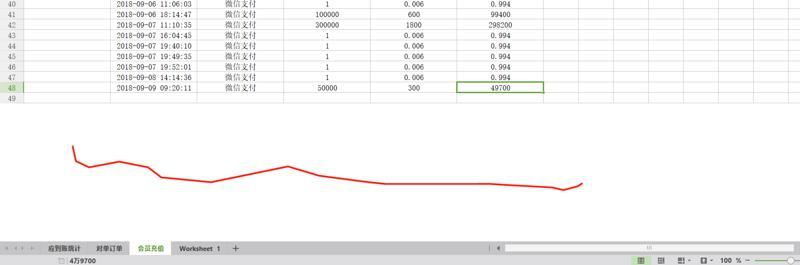 40 2018-09-06 11:06:03 微信支付 1 0.006 0.994
41 2018-09-06 18:14:47 微信支付 100000 600 99400
42 2018-09-07 11:10:35 微信支付 300000 1800 298200
43 2018-09-07 16:04:45 微信支付 1 0.006 0.994
44 2018-09-07 19:40:10 微信支付 1 0.006 0.994
45 2018-09-07 19:49:35 微信支付 1 0.006 0.994
46 2018-09-07 19:52:01 微信支付 1 0.006 0.994
47 2018-09-08 14:14:36 微信支付 1 0.006 0.994
48 2018-09-09 09:20:11 微信支付 50000 300 49700
49
应到账统计 对单订单 会员充值 Worksheet 1 +
4万9700 100 %